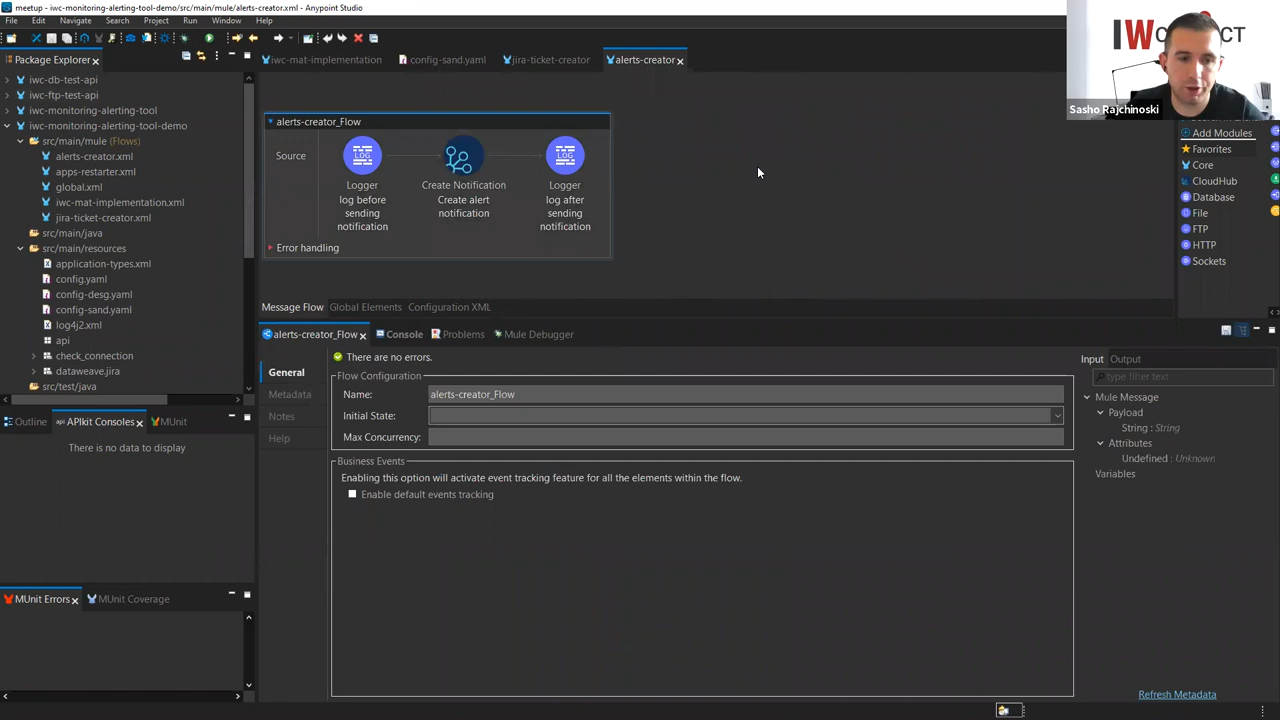 meetup - iwc-monitoring-alerting-tool-demo/src/main/mule/alerts-creator.xml - Anypoint Studio
File Edit Navigate Search Project Run Window Help
Package Explorer
iwc-db-test-api
iwc-ftp-test-api
iwc-monitoring-alerting-tool
iwc-monitoring-alerting-tool-demo
src/main/mule (Flows)
alerts-creator.xml
apps-restarter.xml
global.xml
iwc-mat-implementation.xml
jira-ticket-creator.xml
src/main/java
src/main/resources
application-types.xml
config.yaml
config-desg.yaml
config-sand.yaml
log4j2.xml
api
check_connection
dataweave.jira
src/test/java
Outline APIkit Consoles MUnit
There is no data to display
MUnit Errors MUnit Coverage
iwc-mat-implementation config-sand.yaml jira-ticket-creator alerts-creator
alerts-creator_Flow
Source
LOG
LOG
Logger
log before
sending
notification
Create Notification
Create alert
notification
Logger
log after
sending
notification
Error handling
Message Flow Global Elements Configuration XML
alerts-creator_Flow Console Problems Mule Debugger
There are no errors.
General
Metadata
Notes
Help
Flow Configuration
Name: alerts-creator_Flow
Initial State:
Max Concurrency:
Business Events
Enabling this option will activate event tracking feature for all the elements within the flow.
Enable default events tracking
IW
CT
Sasho Rajchinoski
Add Modules
Favorites
Core
CloudHub
Database
File
FTP
HTTP
Sockets
Input Output
type filter text
Mule Message
Payload
String : String
Attributes
Undefined : Unknown
Variables
Refresh Metadata